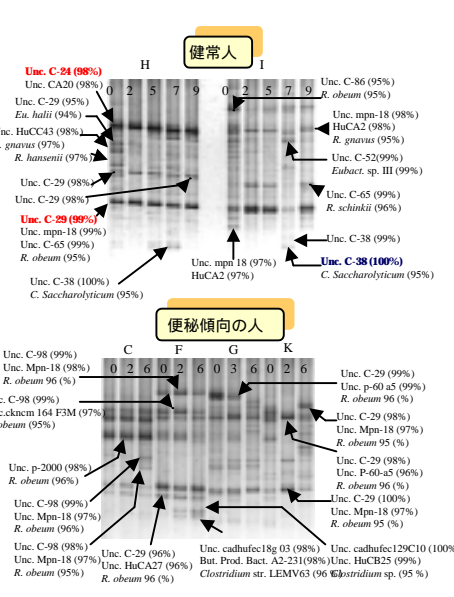 健常人
H I
Unc. C-24 (98%)
Unc. CA20 (98%)
Unc. C-29 (95%)
Eu. halii (94%)
Unc. HuCC43 (98%)
gnavus (97%)
R. hansenii (97%)
Unc. C-29 (98%)
Unc. C-29 (98%)
Unc. C-29 (99%)
Unc. mpn-18 (99%)
Unc. C-65 (99%)
R. obeum (95%)
Unc. C-38 (100%)
C. Saccharolyticum (95%)
0 2 5 7 9 0 2 5 7 9
Unc. mpn 18 (97%)
HuCA2 (97%)
Unc. C-86 (95%)
R. obeum (95%)
Unc. mpn-18 (98%)
HuCA2 (98%)
R. gnavus (95%)
Unc. C-52(99%)
Eubact. sp. III (99%)
Unc. C-65 (99%)
R. schinkii (96%)
Unc. C-38 (99%)
Unc. C-38 (100%)
C. Saccharolyticum (95%)
便秘傾向の人
C F G K
0 2 6 0 2 6 0 3 6 0 2 6
Unc. C-98 (99%)
Unc. Mpn-18 (98%)
R. obeum 96 (%)
C-98 (99%)
c.ckncm 164 F3M (97%)
obeum (95%)
Unc. p-2000 (98%)
R. obeum (96%)
Unc. C-98 (99%)
Unc. Mpn-18 (97%)
R. obeum (96%)
Unc. C-98 (98%)
Unc. Mpn-18 (97%)
R. obeum (95%)
Unc. C-29 (96%)
Unc. HuCA27 (96%)
R. obeum 96 (%)
Unc. cadhufec18g 03 (98%)
But. Prod. Bact. A2-231(98%)
Clostridium str. LEMV63 (96 %)
Unc. C-29 (99%)
Unc. p-60 a5 (99%)
R. obeum 96 (%)
Unc. C-29 (98%)
Unc. Mpn-18 (97%)
R. obeum 95 (%)
Unc. C-29 (98%)
Unc. P-60-a5 (96%)
R. obeum 96 (%)
Unc. C-29 (100%)
Unc. Mpn-18 (97%)
R. obeum 95 (%)
Unc. cadhufec129C10 (100%
Unc. HuCB25 (99%)
Clostridium sp. (95 %)